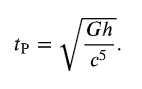 t_P = \sqrt{\frac{Gh}{c^5}}.